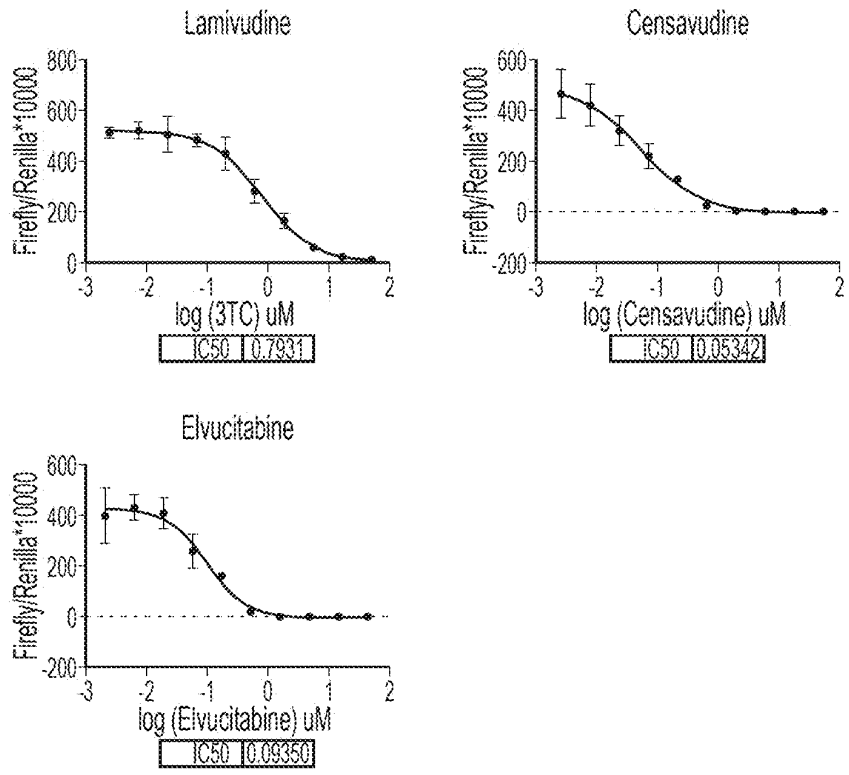 Lamivudine
Firefly/Renilla*10000
800
600
400
200
0
-3 -2 -1 0 1 2
log (3TC) uM
IC50 0.7931
Censavudine
Firefly/Renilla*10000
600
400
200
0
-200
-3 -2 -1 0 1 2
log (Censavudine) uM
IC50 0.05342
Elvucitabine
Firefly/Renilla*10000
600
400
200
0
-200
-3 -2 -1 0 1 2
log (Elvucitabine) uM
IC50 0.09350